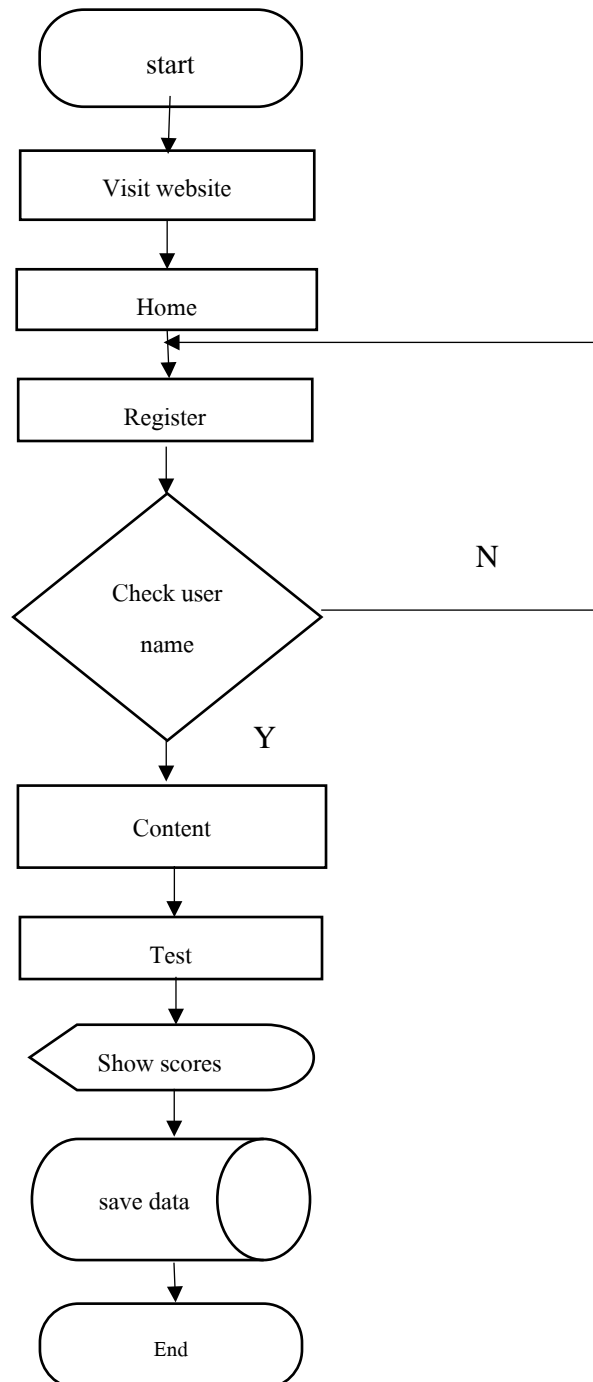 start
Visit website
Home
Register
N
Check user
name
Y
Content
Test
Show scores
save data
End